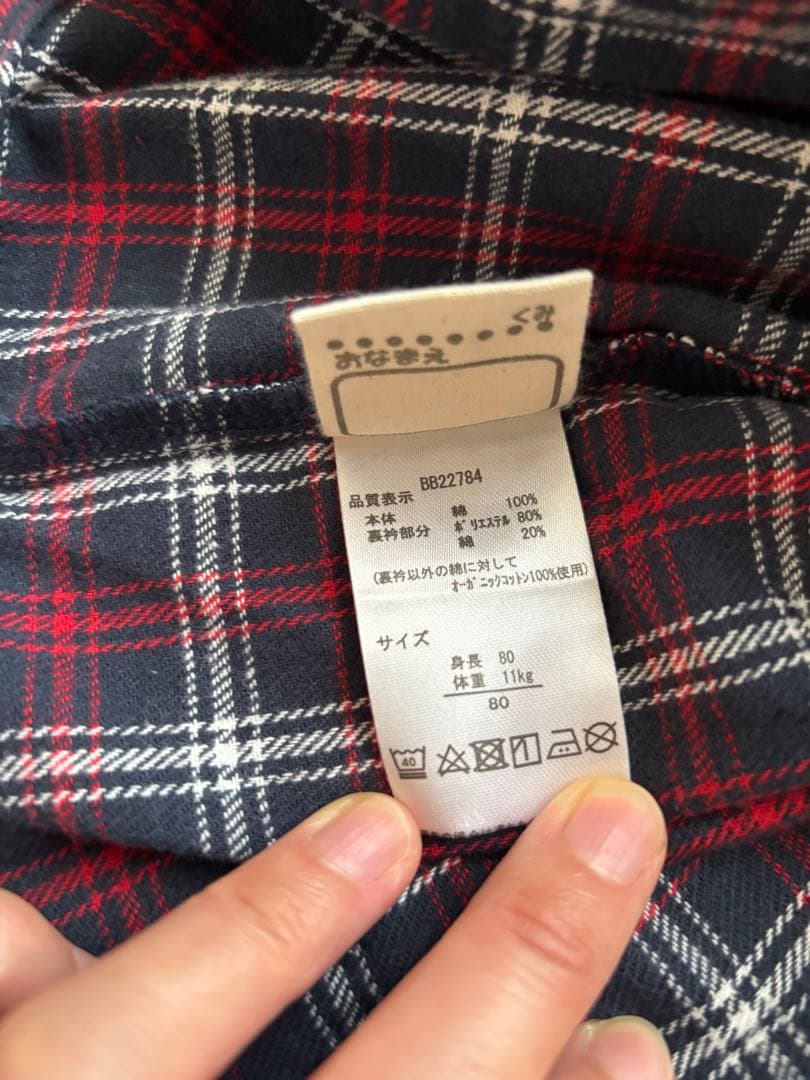 くみ
おなまえ
BB22784
品質表示
本体 綿 100%
裏衿部分 ポリエステル 80%
綿 20%
(裏衿以外の綿に対して
オーガニックコットン100%使用)
サイズ
身長 80
体重 11kg
80
40